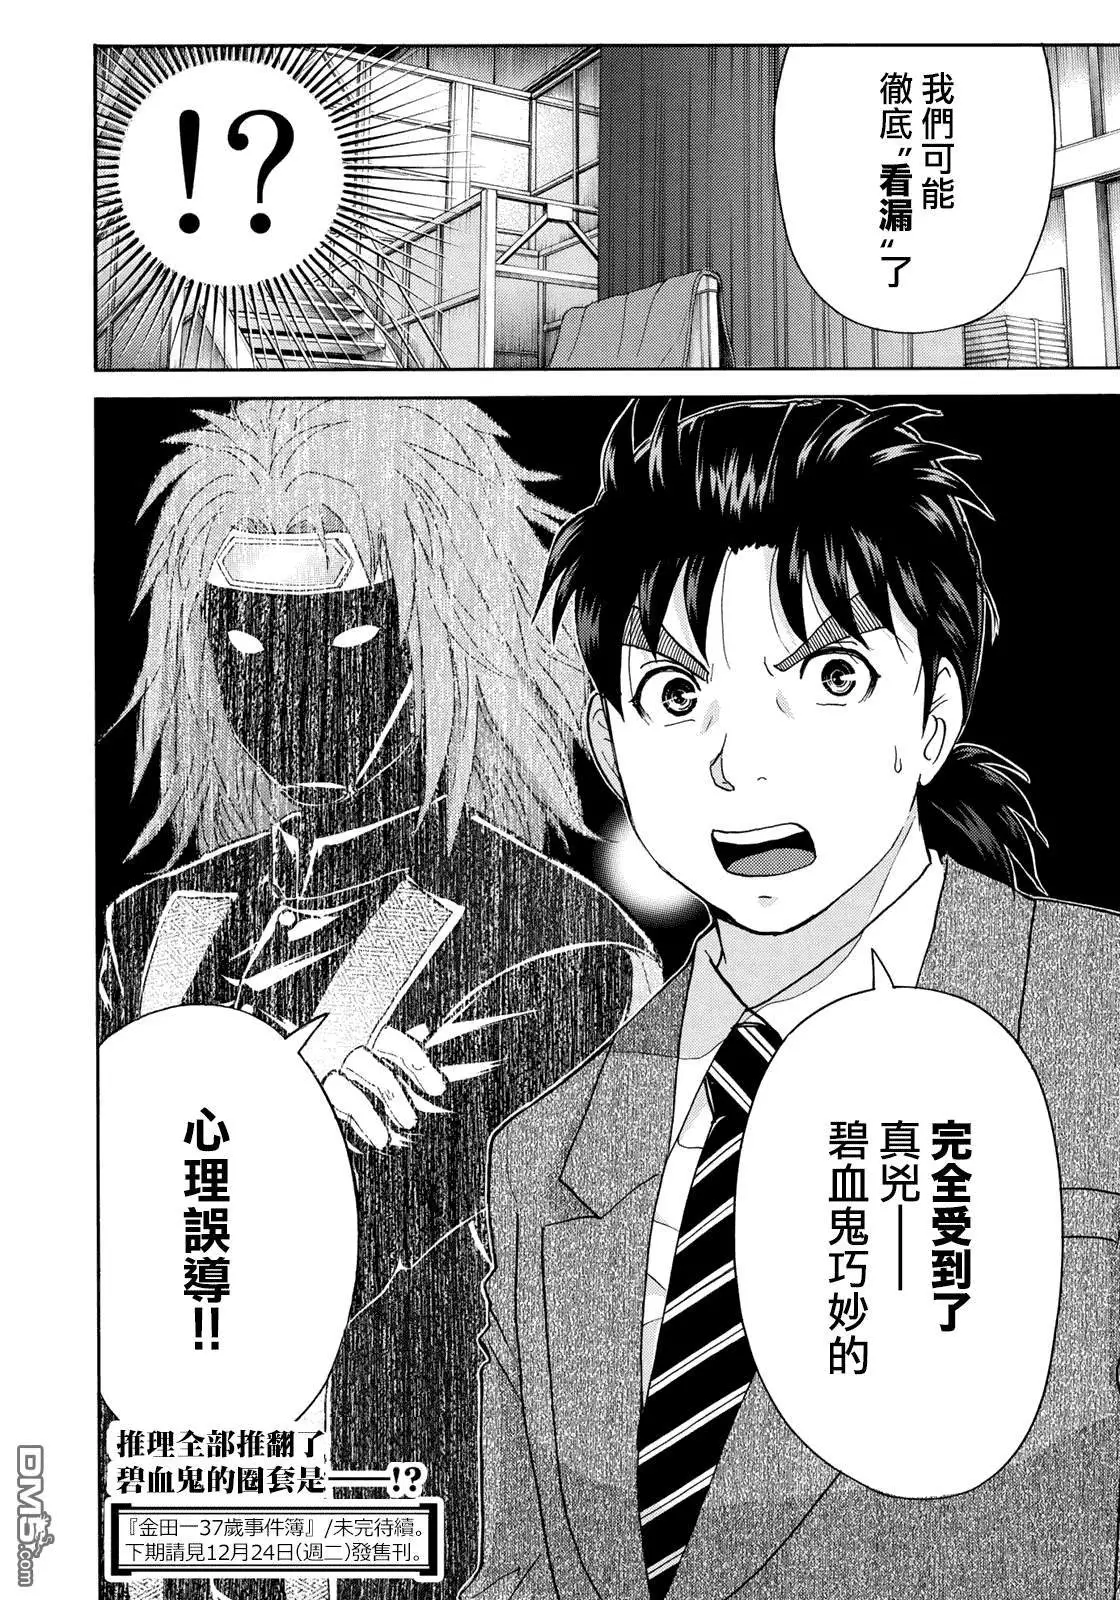 我們可能
徹底〝看漏〞了
!?
完全受到了
真兇——
碧血鬼巧妙的
心理誤導!!
推理全部推翻了
碧血鬼的圈套是——!?
『金田一37歲事件簿』/未完待續。
下期請見12月24日(週二)發售刊。
DM5.com